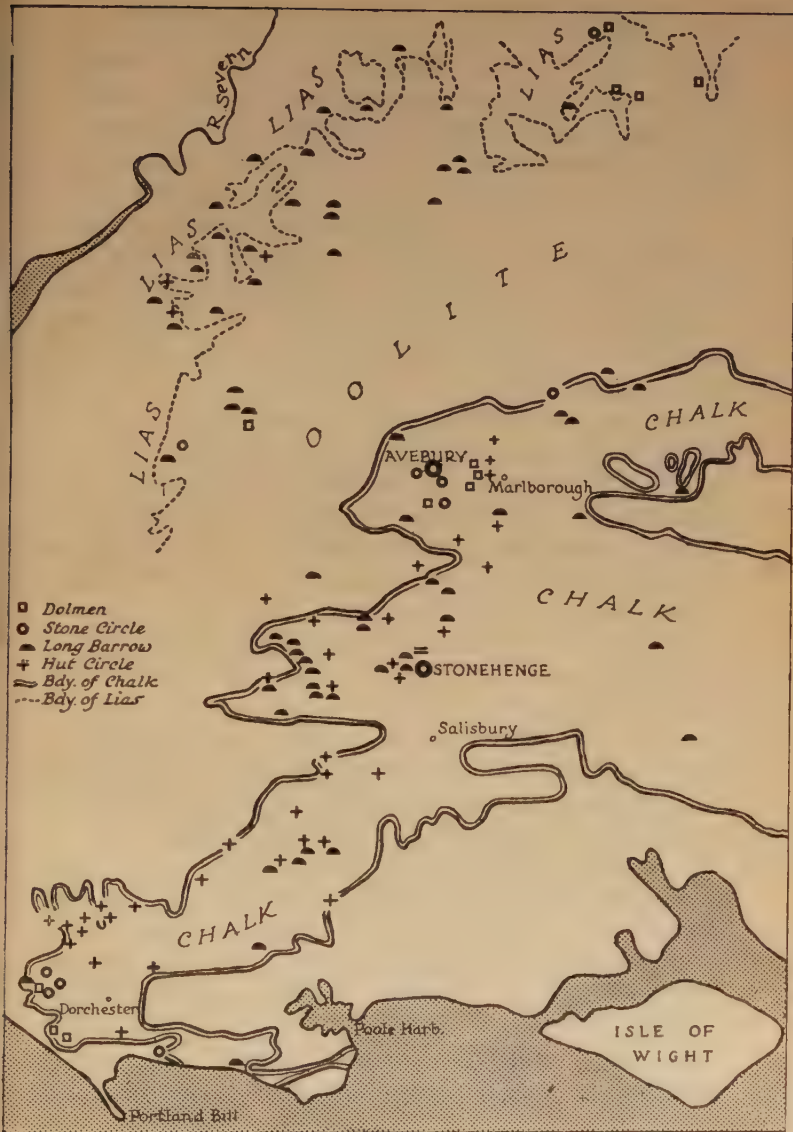 R. Severn
LIAS
LIAS
LIAS
LIAS
OOLITE
CHALK
AVEBURY
Marlborough
CHALK
Dolmen
Stone Circle
Long Barrow
Hut Circle
Bdy. of Chalk
Bdy. of Lias
STONEHENGE
Salisbury
CHALK
Dorchester
Poole Harb.
ISLE OF
WIGHT
Portland Bill